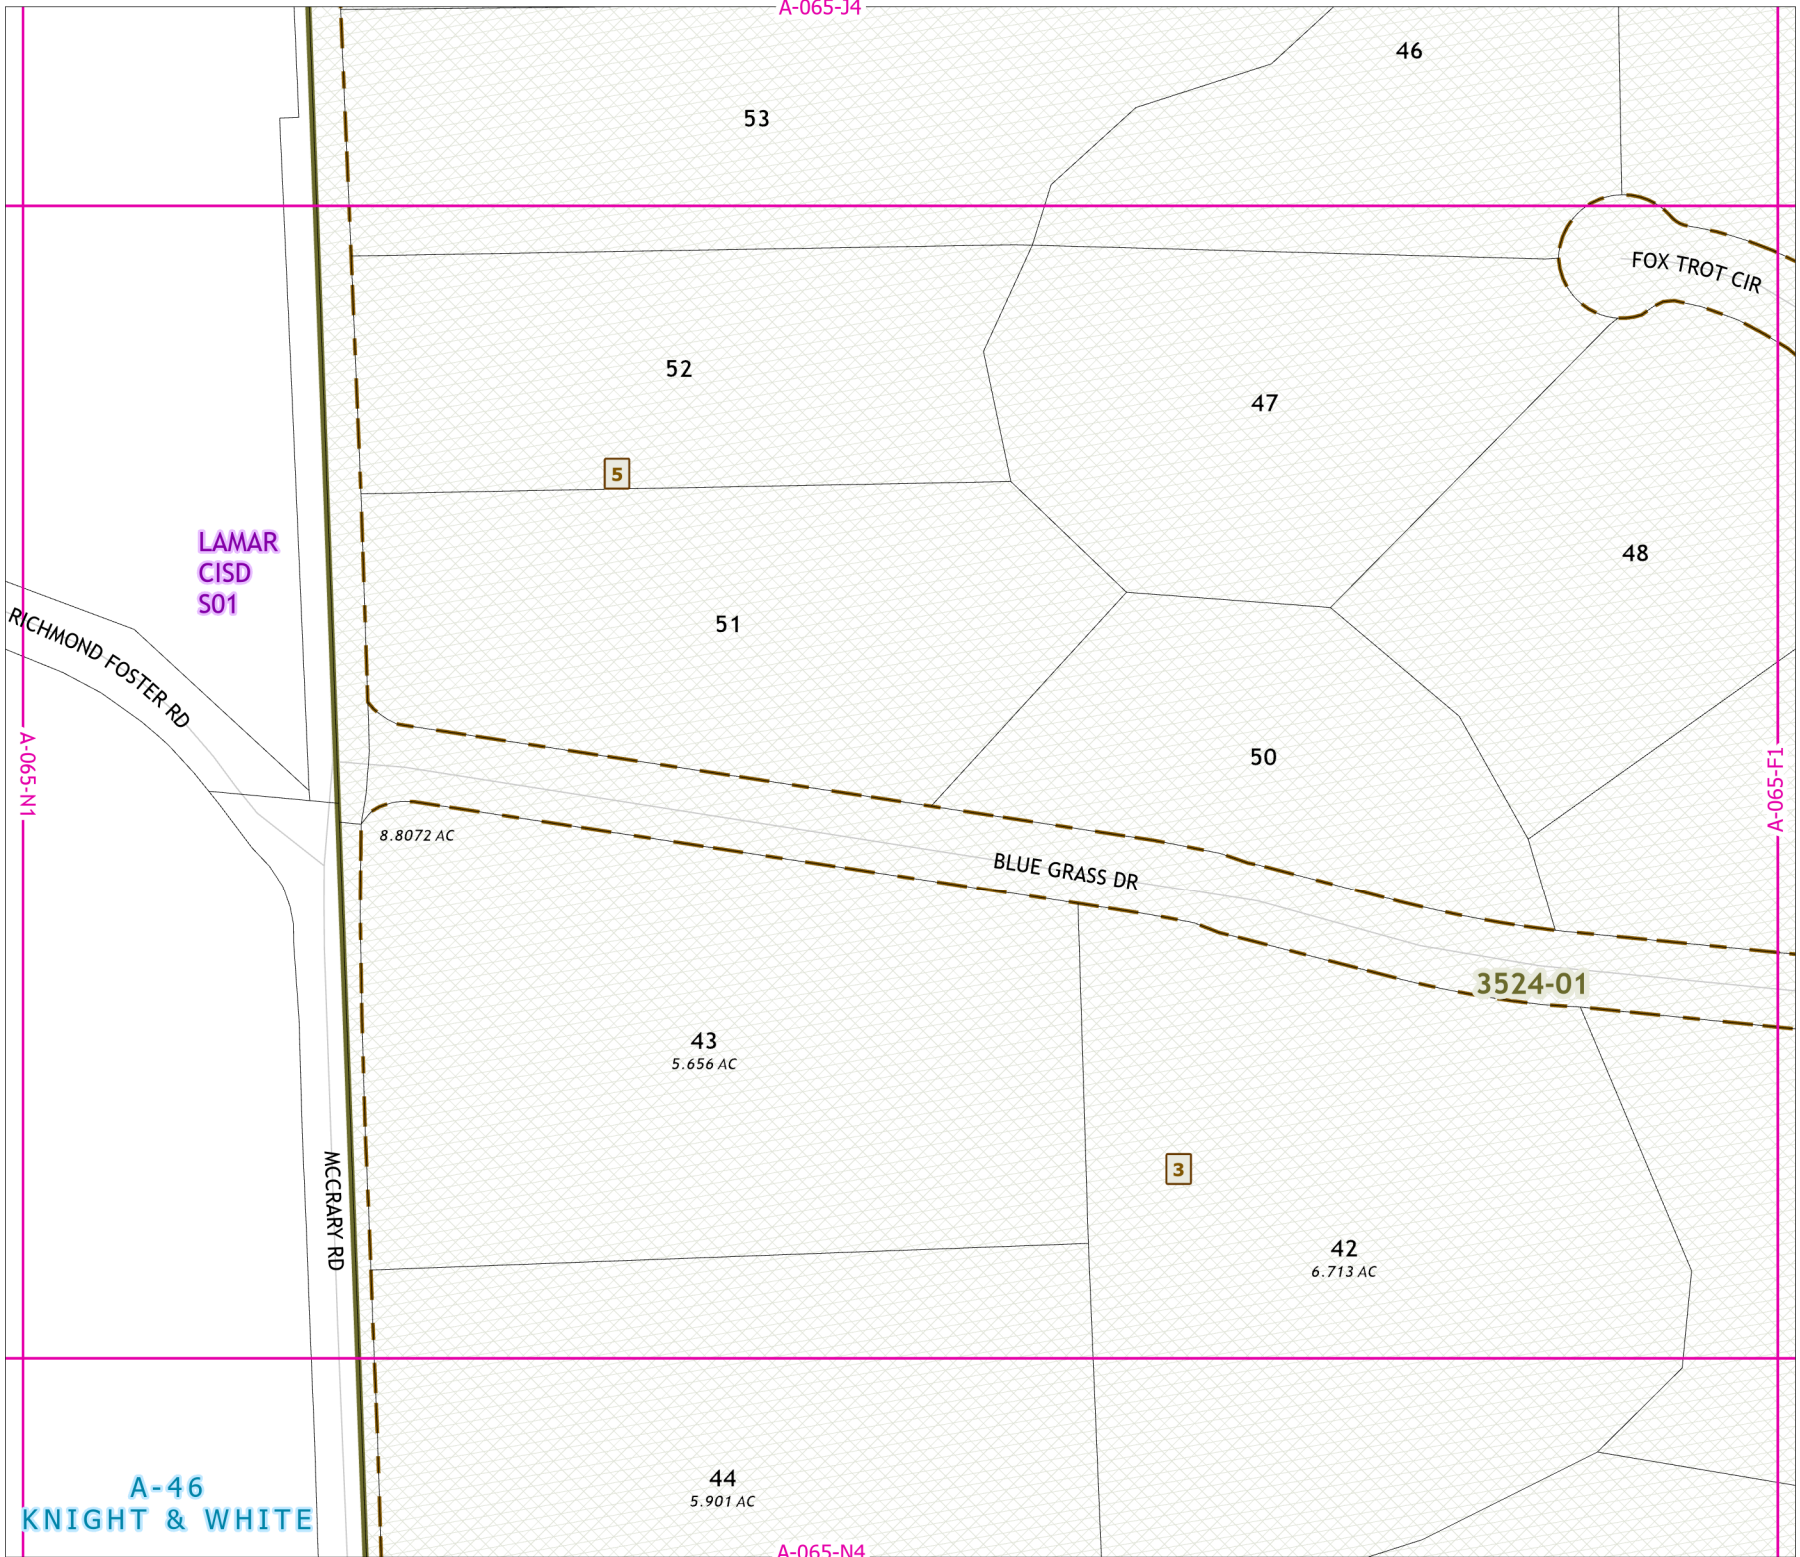 A-065-J4
46
53
FOX TROT CIR
52
47
5
LAMAR
CISD
S01
48
RICHMOND FOSTER RD
51
A-065-N1
50
A-065-F1
8.8072 AC
BLUE GRASS DR
3524-01
43
5.656 AC
MCCRARY RD
3
42
6.713 AC
44
5.901 AC
A-46
KNIGHT & WHITE
A-065-N4